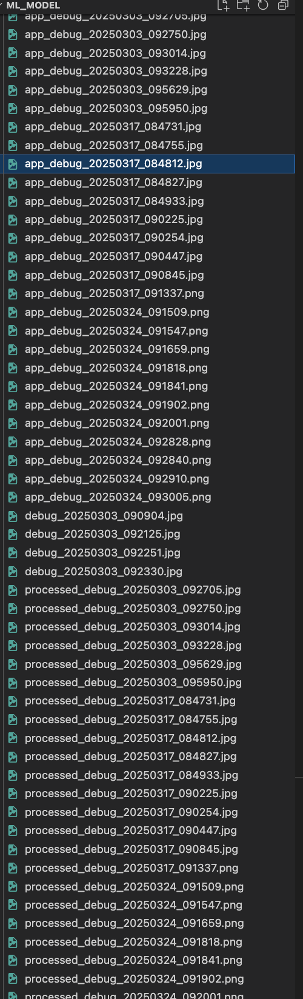 ML_MODEL
app_debug_20250303_092705.jpg
app_debug_20250303_092750.jpg
app_debug_20250303_093014.jpg
app_debug_20250303_093228.jpg
app_debug_20250303_095629.jpg
app_debug_20250303_095950.jpg
app_debug_20250317_084731.jpg
app_debug_20250317_084755.jpg
app_debug_20250317_084812.jpg
app_debug_20250317_084827.jpg
app_debug_20250317_084933.jpg
app_debug_20250317_090225.jpg
app_debug_20250317_090254.jpg
app_debug_20250317_090447.jpg
app_debug_20250317_090845.jpg
app_debug_20250317_091337.png
app_debug_20250324_091509.png
app_debug_20250324_091547.png
app_debug_20250324_091659.png
app_debug_20250324_091818.png
app_debug_20250324_091841.png
app_debug_20250324_091902.png
app_debug_20250324_092001.png
app_debug_20250324_092828.png
app_debug_20250324_092840.png
app_debug_20250324_092910.png
app_debug_20250324_093005.png
debug_20250303_090904.jpg
debug_20250303_092125.jpg
debug_20250303_092251.jpg
debug_20250303_092330.jpg
processed_debug_20250303_092705.jpg
processed_debug_20250303_092750.jpg
processed_debug_20250303_093014.jpg
processed_debug_20250303_093228.jpg
processed_debug_20250303_095629.jpg
processed_debug_20250303_095950.jpg
processed_debug_20250317_084731.jpg
processed_debug_20250317_084755.jpg
processed_debug_20250317_084812.jpg
processed_debug_20250317_084827.jpg
processed_debug_20250317_084933.jpg
processed_debug_20250317_090225.jpg
processed_debug_20250317_090254.jpg
processed_debug_20250317_090447.jpg
processed_debug_20250317_090845.jpg
processed_debug_20250317_091337.png
processed_debug_20250324_091509.png
processed_debug_20250324_091547.png
processed_debug_20250324_091659.png
processed_debug_20250324_091818.png
processed_debug_20250324_091841.png
processed_debug_20250324_091902.png
processed_debug_20250324_092001.png